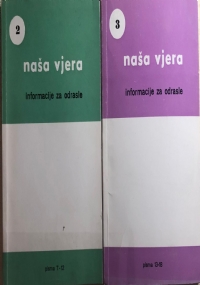 2
naša vjera
informacije za odrasle
3
naša vjera
informacije za odrasle